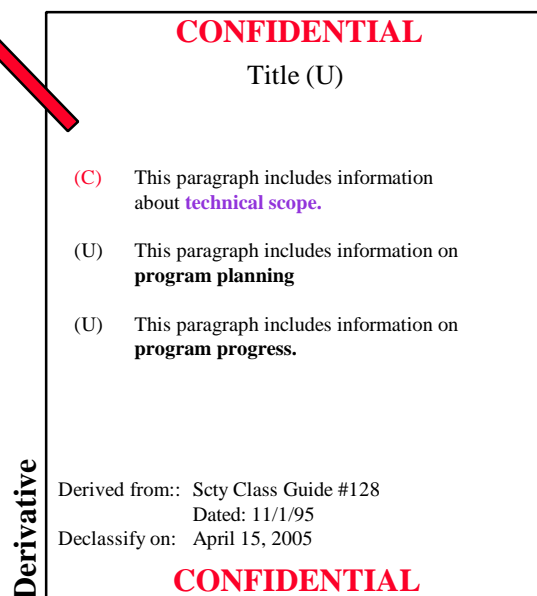 CONFIDENTIAL
Title (U)
(C) This paragraph includes information
about technical scope.
(U) This paragraph includes information on
program planning
(U) This paragraph includes information on
program progress.
Derivative
Derived from:: Scty Class Guide #128
Dated: 11/1/95
Declassify on: April 15, 2005
CONFIDENTIAL